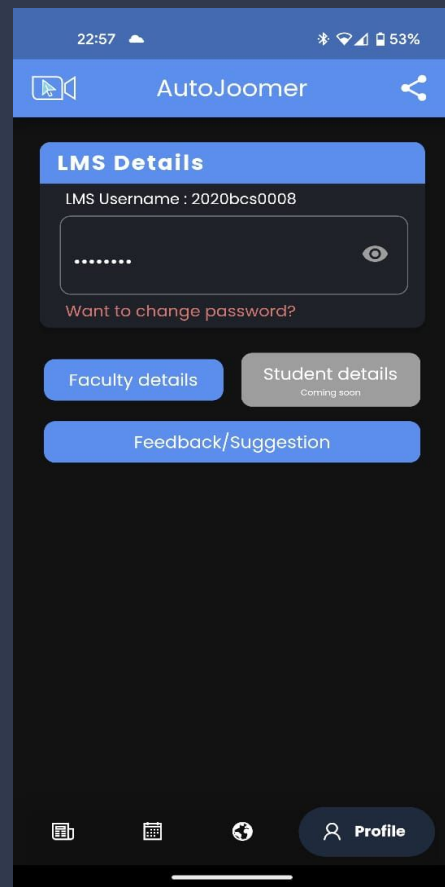 22:57
53%
AutoJoomer
LMS Details
LMS Username : 2020bcs0008
........
Want to change password?
Faculty details
Student details
Coming soon
Feedback/Suggestion
Profile